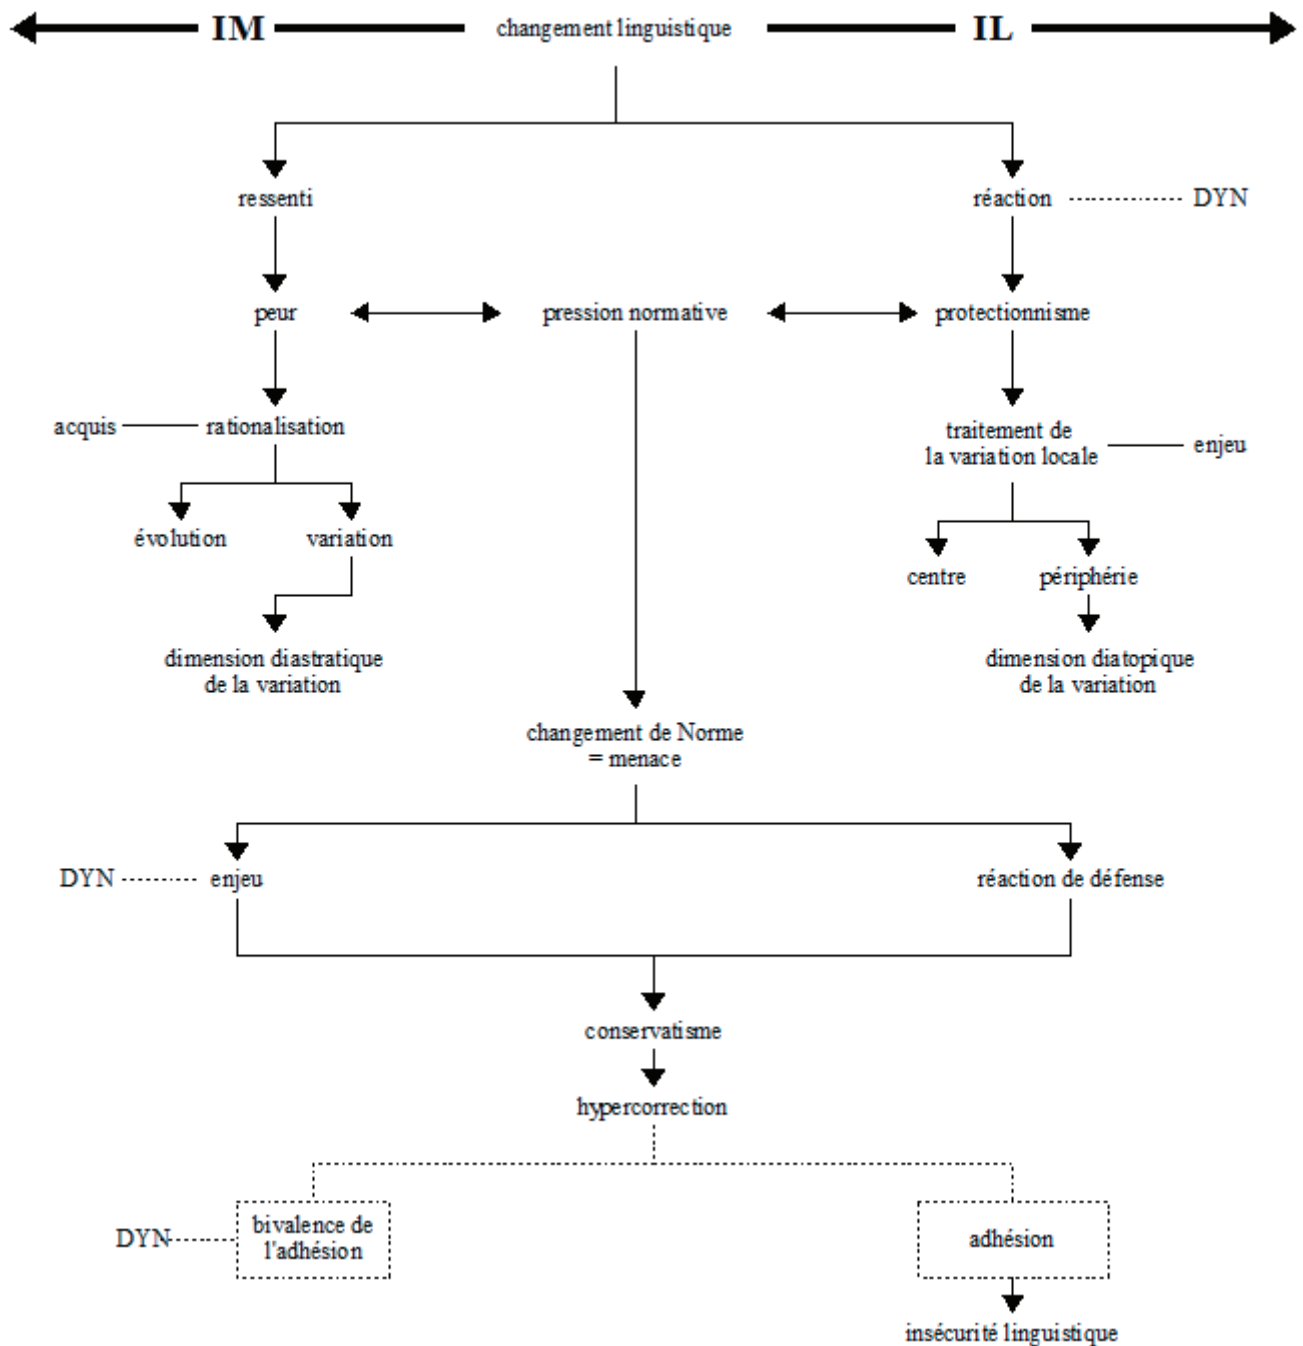 IM changement linguistique IL
ressenti réaction DYN
peur pression normative protectionnisme
acquis rationalisation
traitement de
la variation locale
enjeu
évolution variation
centre périphérie
dimension diastratique
de la variation
dimension diatopique
de la variation
changement de Norme
= menace
DYN enjeu réaction de défense
conservatisme
hypercorrection
DYN
bivalence de
l'adhésion
adhésion
insécurité linguistique